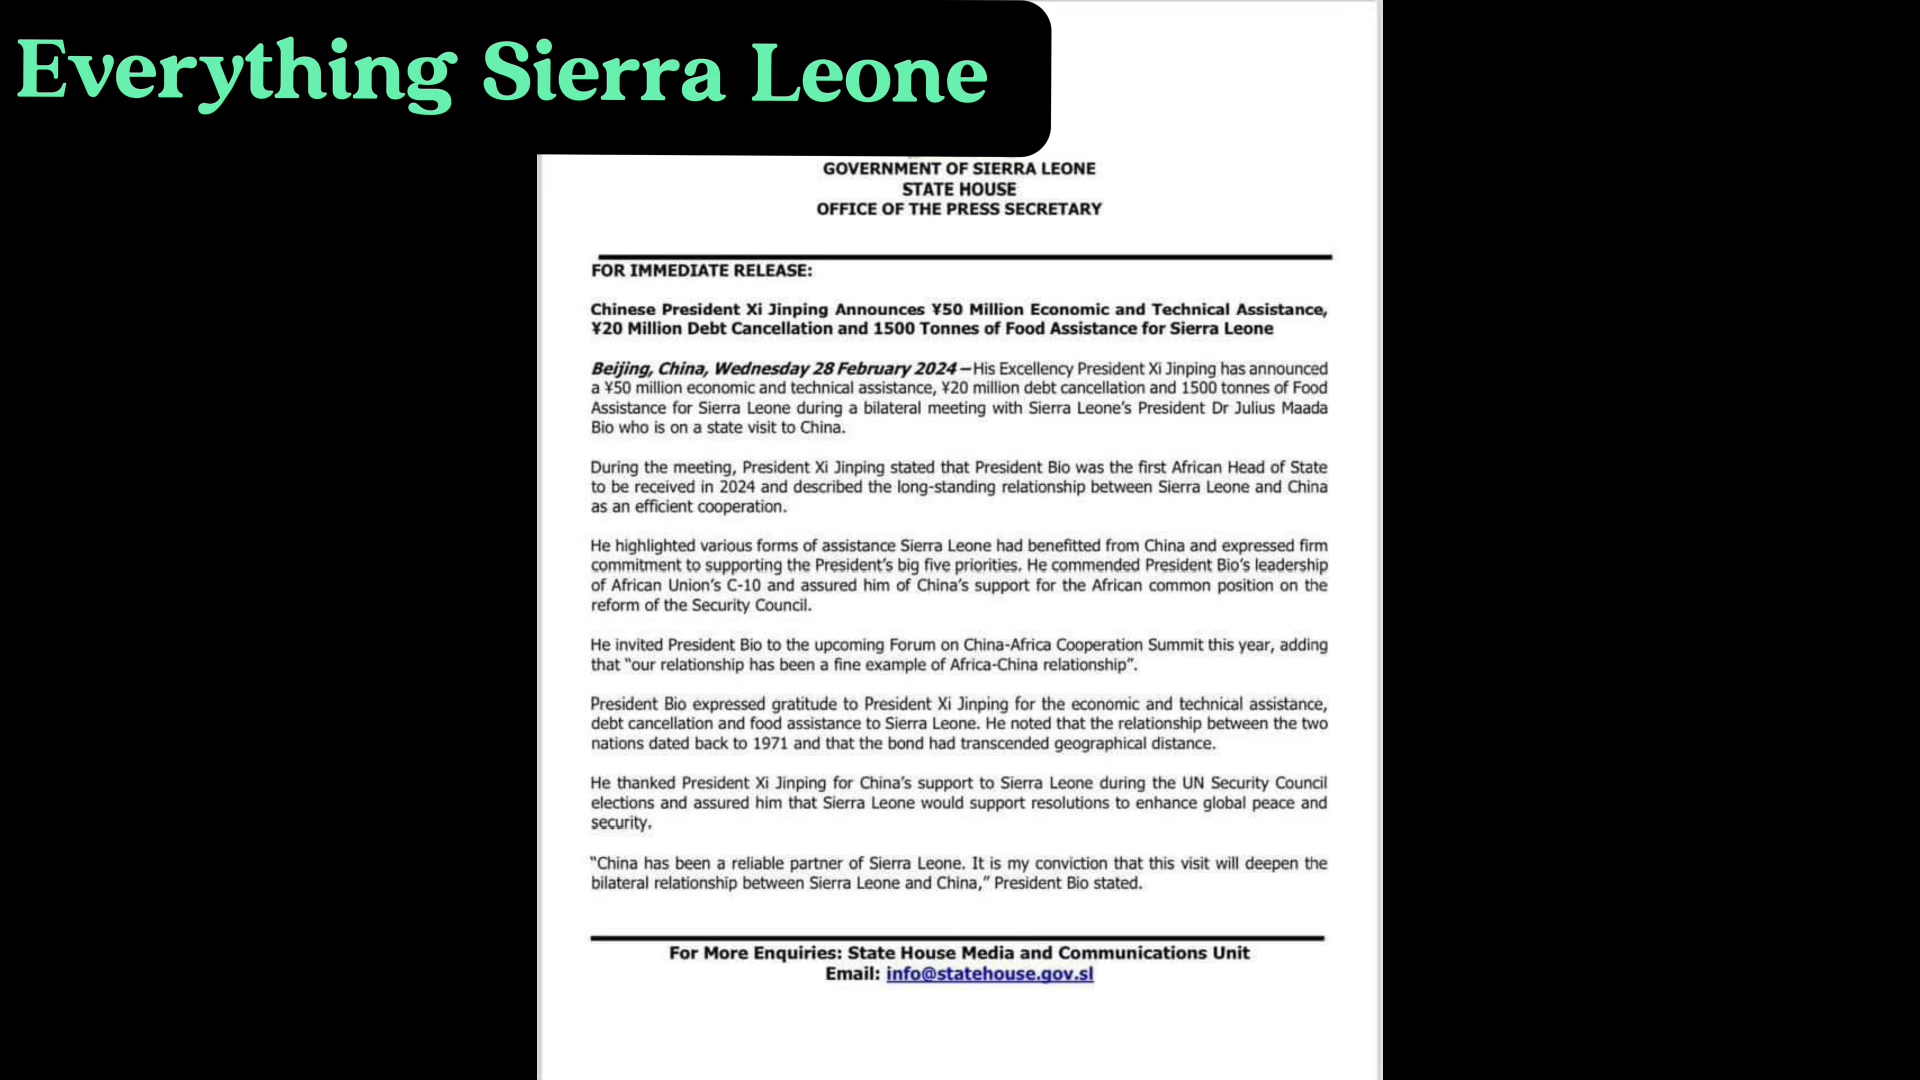 Everything Sierra Leone
GOVERNMENT OF SIERRA LEONE
STATE HOUSE
OFFICE OF THE PRESS SECRETARY
FOR IMMEDIATE RELEASE:
Chinese President Xi Jinping Announces ¥50 Million Economic and Technical Assistance,
¥20 Million Debt Cancellation and 1500 Tonnes of Food Assistance for Sierra Leone
Beijing, China, Wednesday 28 February 2024 – His Excellency President Xi Jinping has announced
a ¥50 million economic and technical assistance, ¥20 million debt cancellation and 1500 tonnes of Food
Assistance for Sierra Leone during a bilateral meeting with Sierra Leone’s President Dr Julius Maada
Bio who is on a state visit to China.
During the meeting, President Xi Jinping stated that President Bio was the first African Head of State
to be received in 2024 and described the long-standing relationship between Sierra Leone and China
as an efficient cooperation.
He highlighted various forms of assistance Sierra Leone had benefitted from China and expressed firm
commitment to supporting the President’s big five priorities. He commended President Bio’s leadership
of African Union’s C-10 and assured him of China’s support for the African common position on the
reform of the Security Council.
He invited President Bio to the upcoming Forum on China-Africa Cooperation Summit this year, adding
that “our relationship has been a fine example of Africa-China relationship”.
President Bio expressed gratitude to President Xi Jinping for the economic and technical assistance,
debt cancellation and food assistance to Sierra Leone. He noted that the relationship between the two
nations dated back to 1971 and that the bond had transcended geographical distance.
He thanked President Xi Jinping for China’s support to Sierra Leone during the UN Security Council
elections and assured him that Sierra Leone would support resolutions to enhance global peace and
security.
“China has been a reliable partner of Sierra Leone. It is my conviction that this visit will deepen the
bilateral relationship between Sierra Leone and China,” President Bio stated.
For More Enquiries: State House Media and Communications Unit
Email: info@statehouse.gov.sl